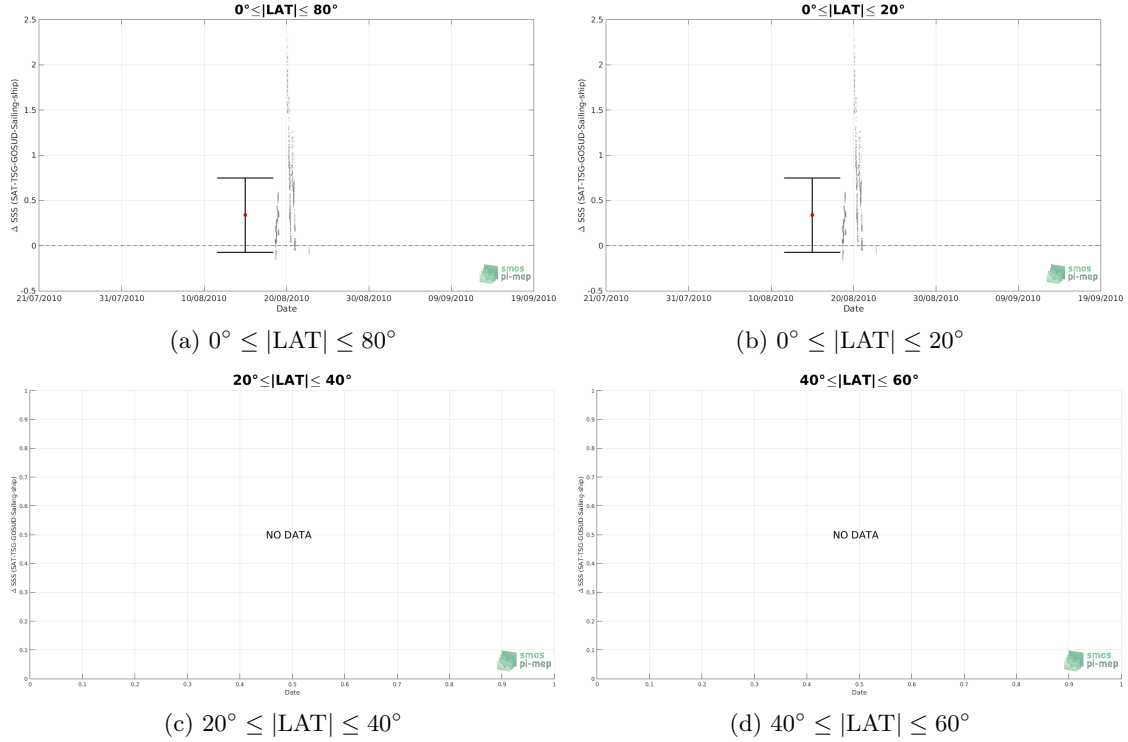 0°≤|LAT|≤ 80°
Δ SSS (SAT-TSG-GOSUD-Sailing-ship)
2.5
2
1.5
1
0.5
0
-0.5
21/07/2010 31/07/2010 10/08/2010 20/08/2010 30/08/2010 09/09/2010 19/09/2010
Date
smos
pi-mep
(a) 0° ≤ |LAT| ≤ 80°
0°≤|LAT|≤ 20°
Δ SSS (SAT-TSG-GOSUD-Sailing-ship)
2.5
2
1.5
1
0.5
0
-0.5
21/07/2010 31/07/2010 10/08/2010 20/08/2010 30/08/2010 09/09/2010 19/09/2010
Date
smos
pi-mep
(b) 0° ≤ |LAT| ≤ 20°
20°≤|LAT|≤ 40°
Δ SSS (SAT-TSG-GOSUD-Sailing-ship)
1
0.9
0.8
0.7
0.6
0.5
0.4
0.3
0.2
0.1
0
NO DATA
0 0.1 0.2 0.3 0.4 0.5 0.6 0.7 0.8 0.9 1
Date
smos
pi-mep
(c) 20° ≤ |LAT| ≤ 40°
40°≤|LAT|≤ 60°
Δ SSS (SAT-TSG-GOSUD-Sailing-ship)
1
0.9
0.8
0.7
0.6
0.5
0.4
0.3
0.2
0.1
0
NO DATA
0 0.1 0.2 0.3 0.4 0.5 0.6 0.7 0.8 0.9 1
Date
smos
pi-mep
(d) 40° ≤ |LAT| ≤ 60°